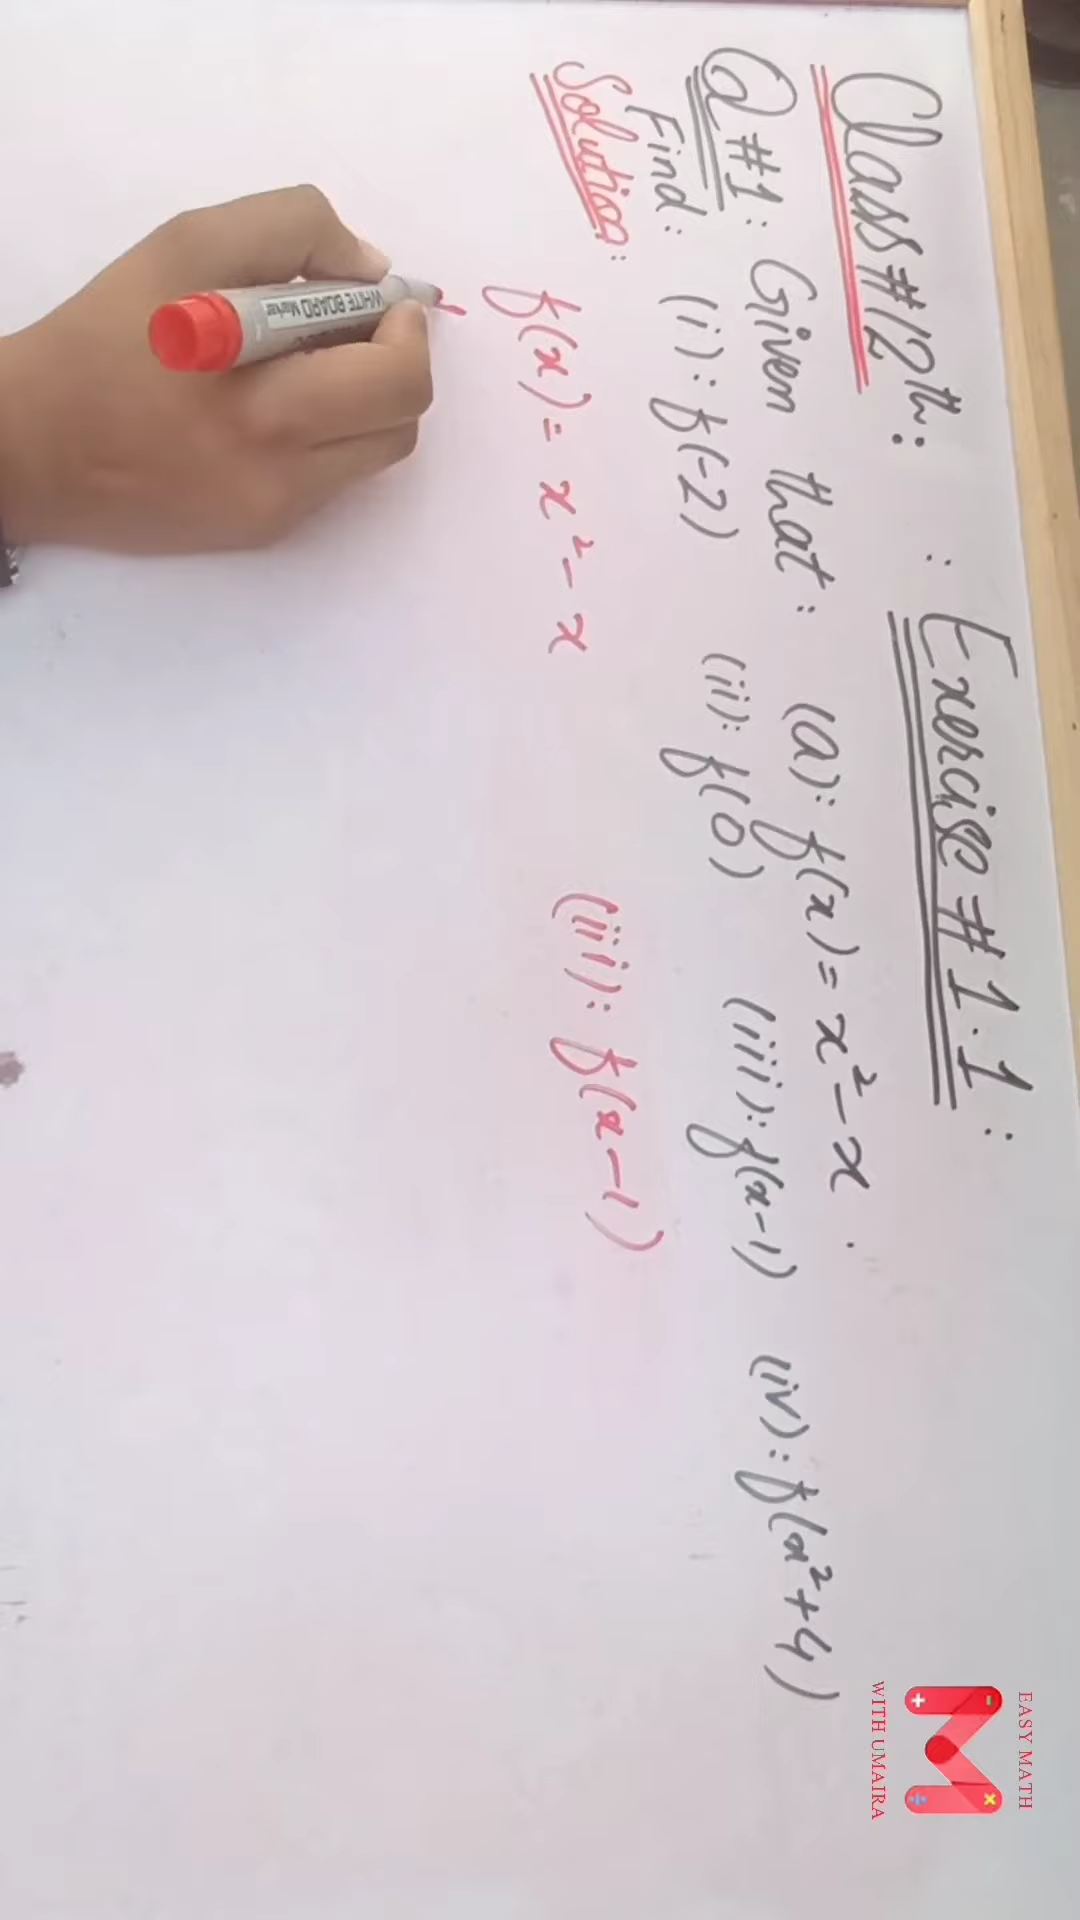 Class#12th: : Exercise#1.1:
Q#1: Given that: (a): f(x)=x²-x.
Find: (i): f(-2) (ii): f(0) (iii): f(x-1) (iv): f(x²+4)
Solution:
f(x)=x²-x (iii): f(x-1)
WHITE BOARD Marker
EASY MATH
WITH UMAIRA